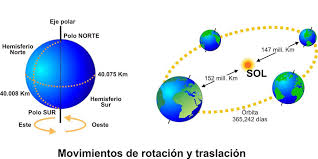 Eje polar
Polo NORTE
Hemisferio
Norte
40.075 Km
40.008 Km
Hemisferio
Sur
Polo SUR
Este
Oeste
147 mill. Km
152 mill. Km
SOL
Órbita
365,242 días
Movimientos de rotación y traslación